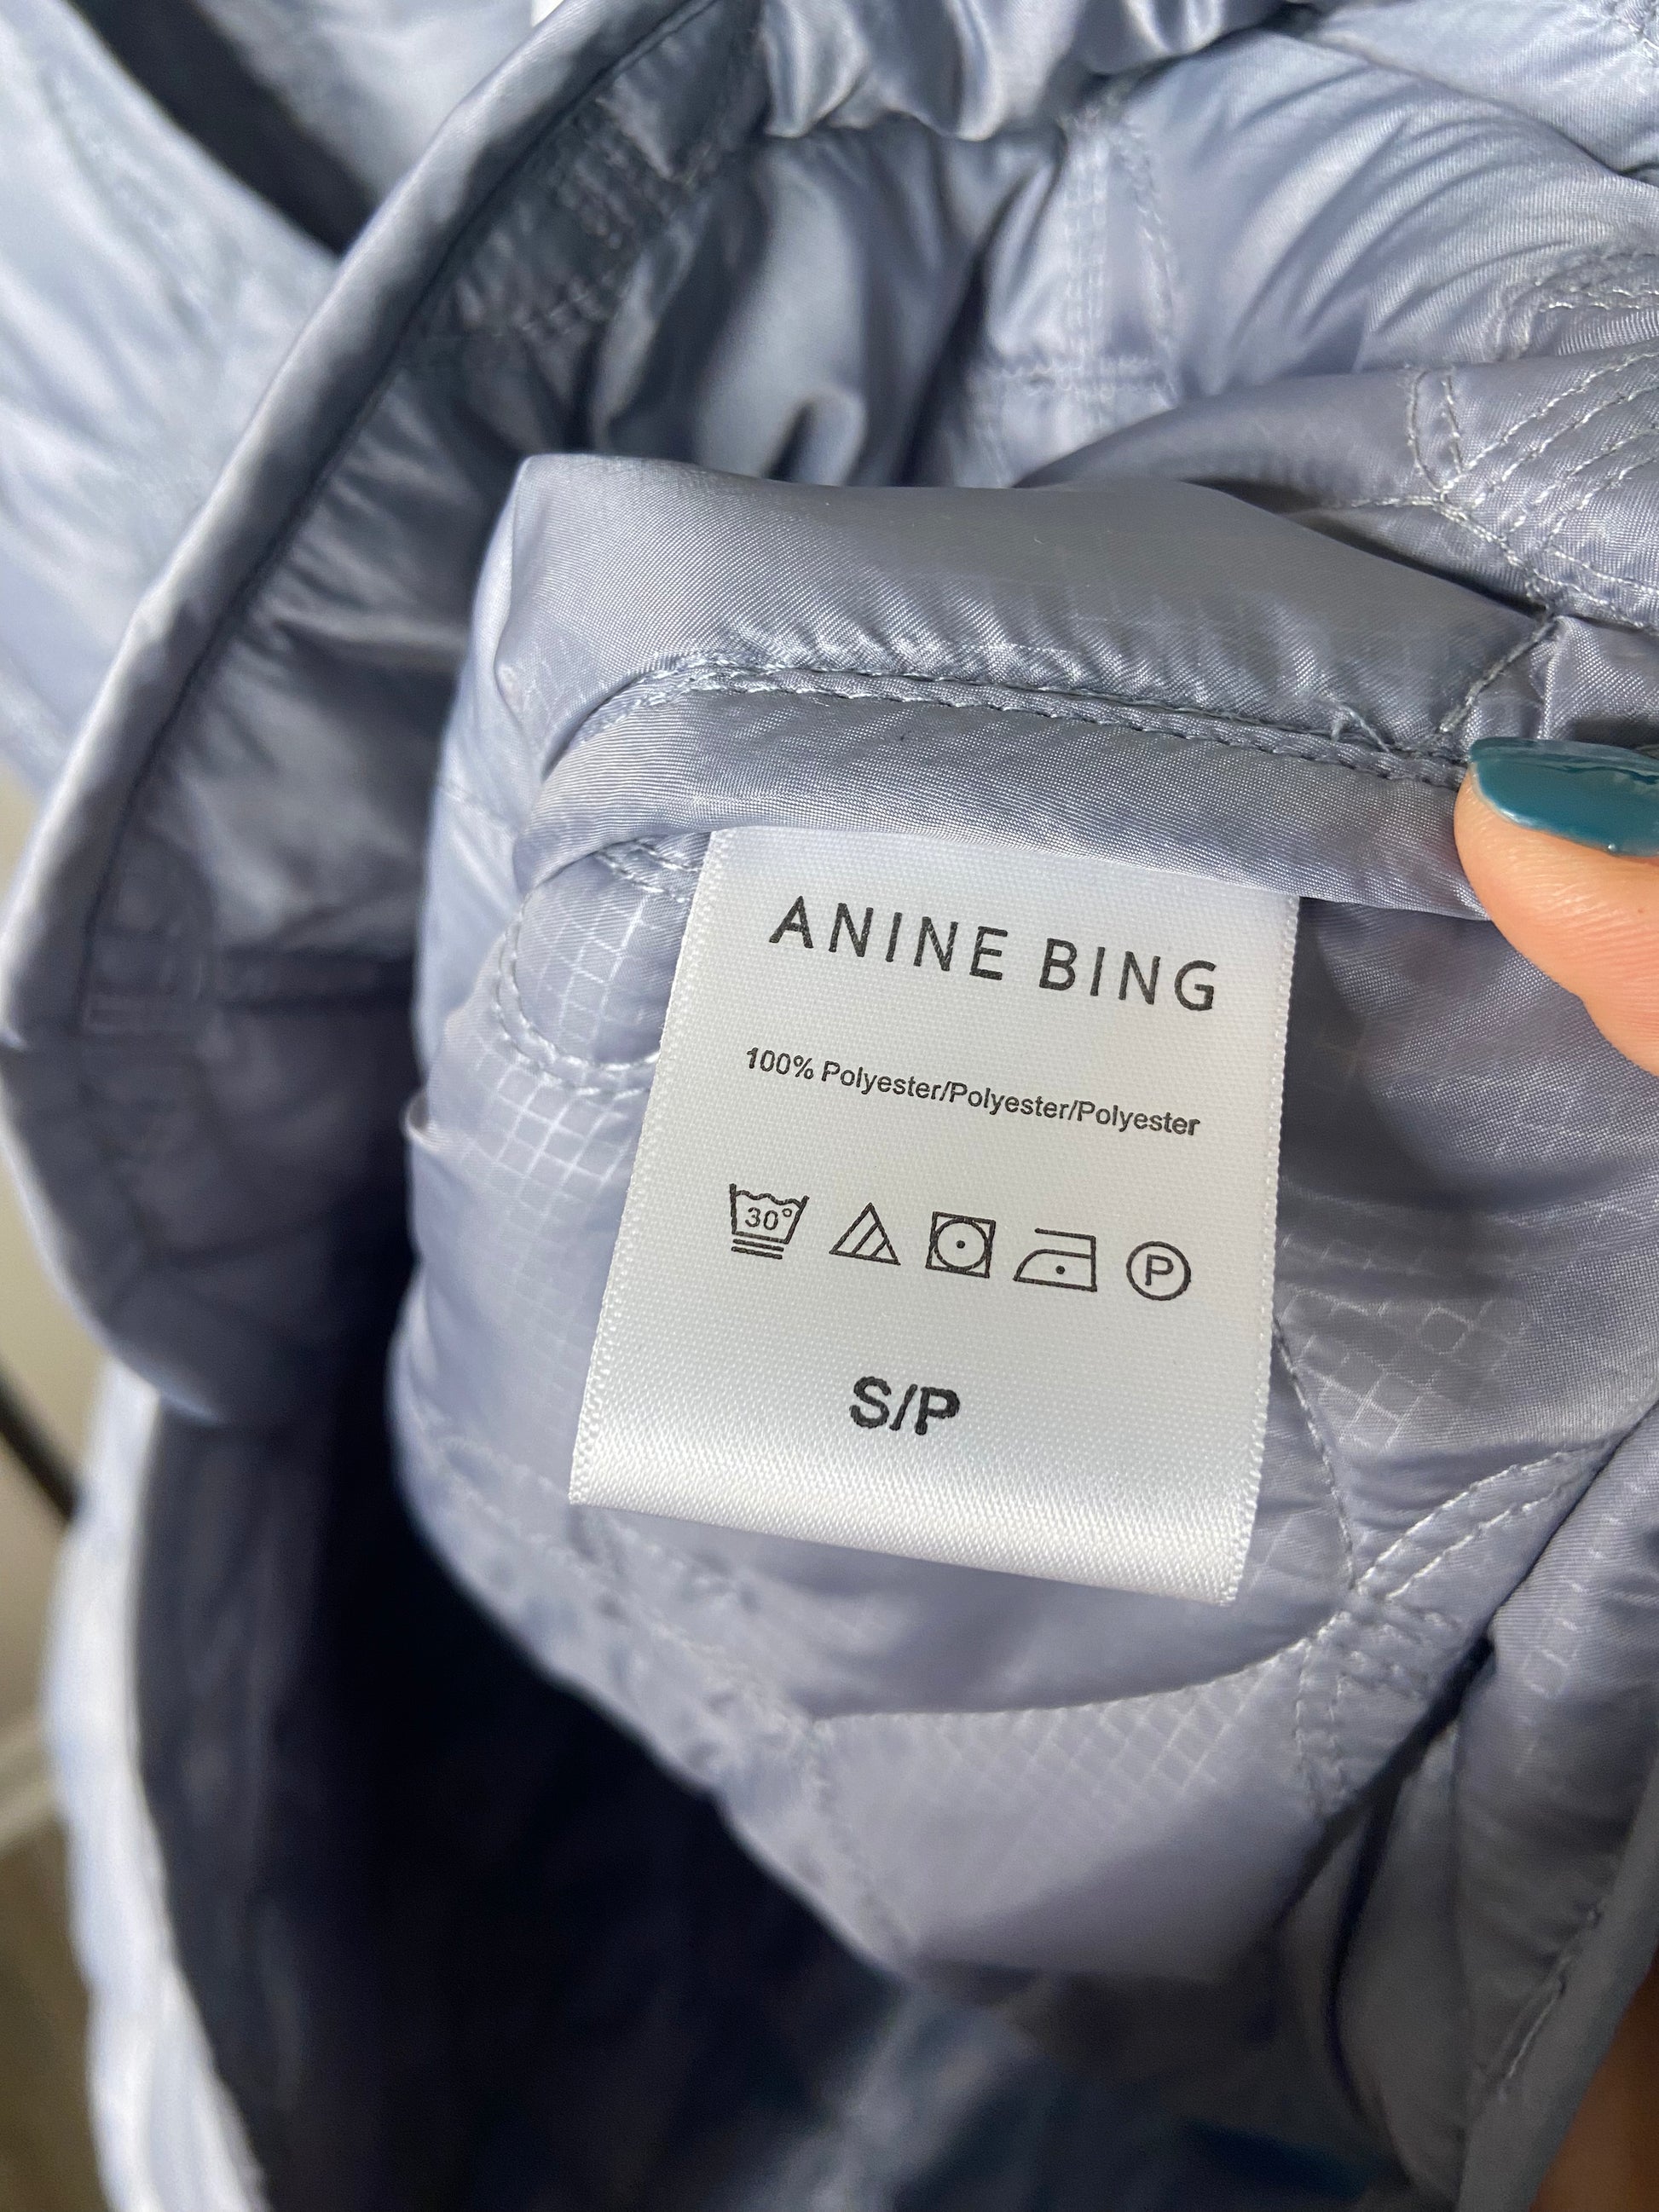 ANINE BING
100% Polyester/Polyester/Polyester
30° P
S/P